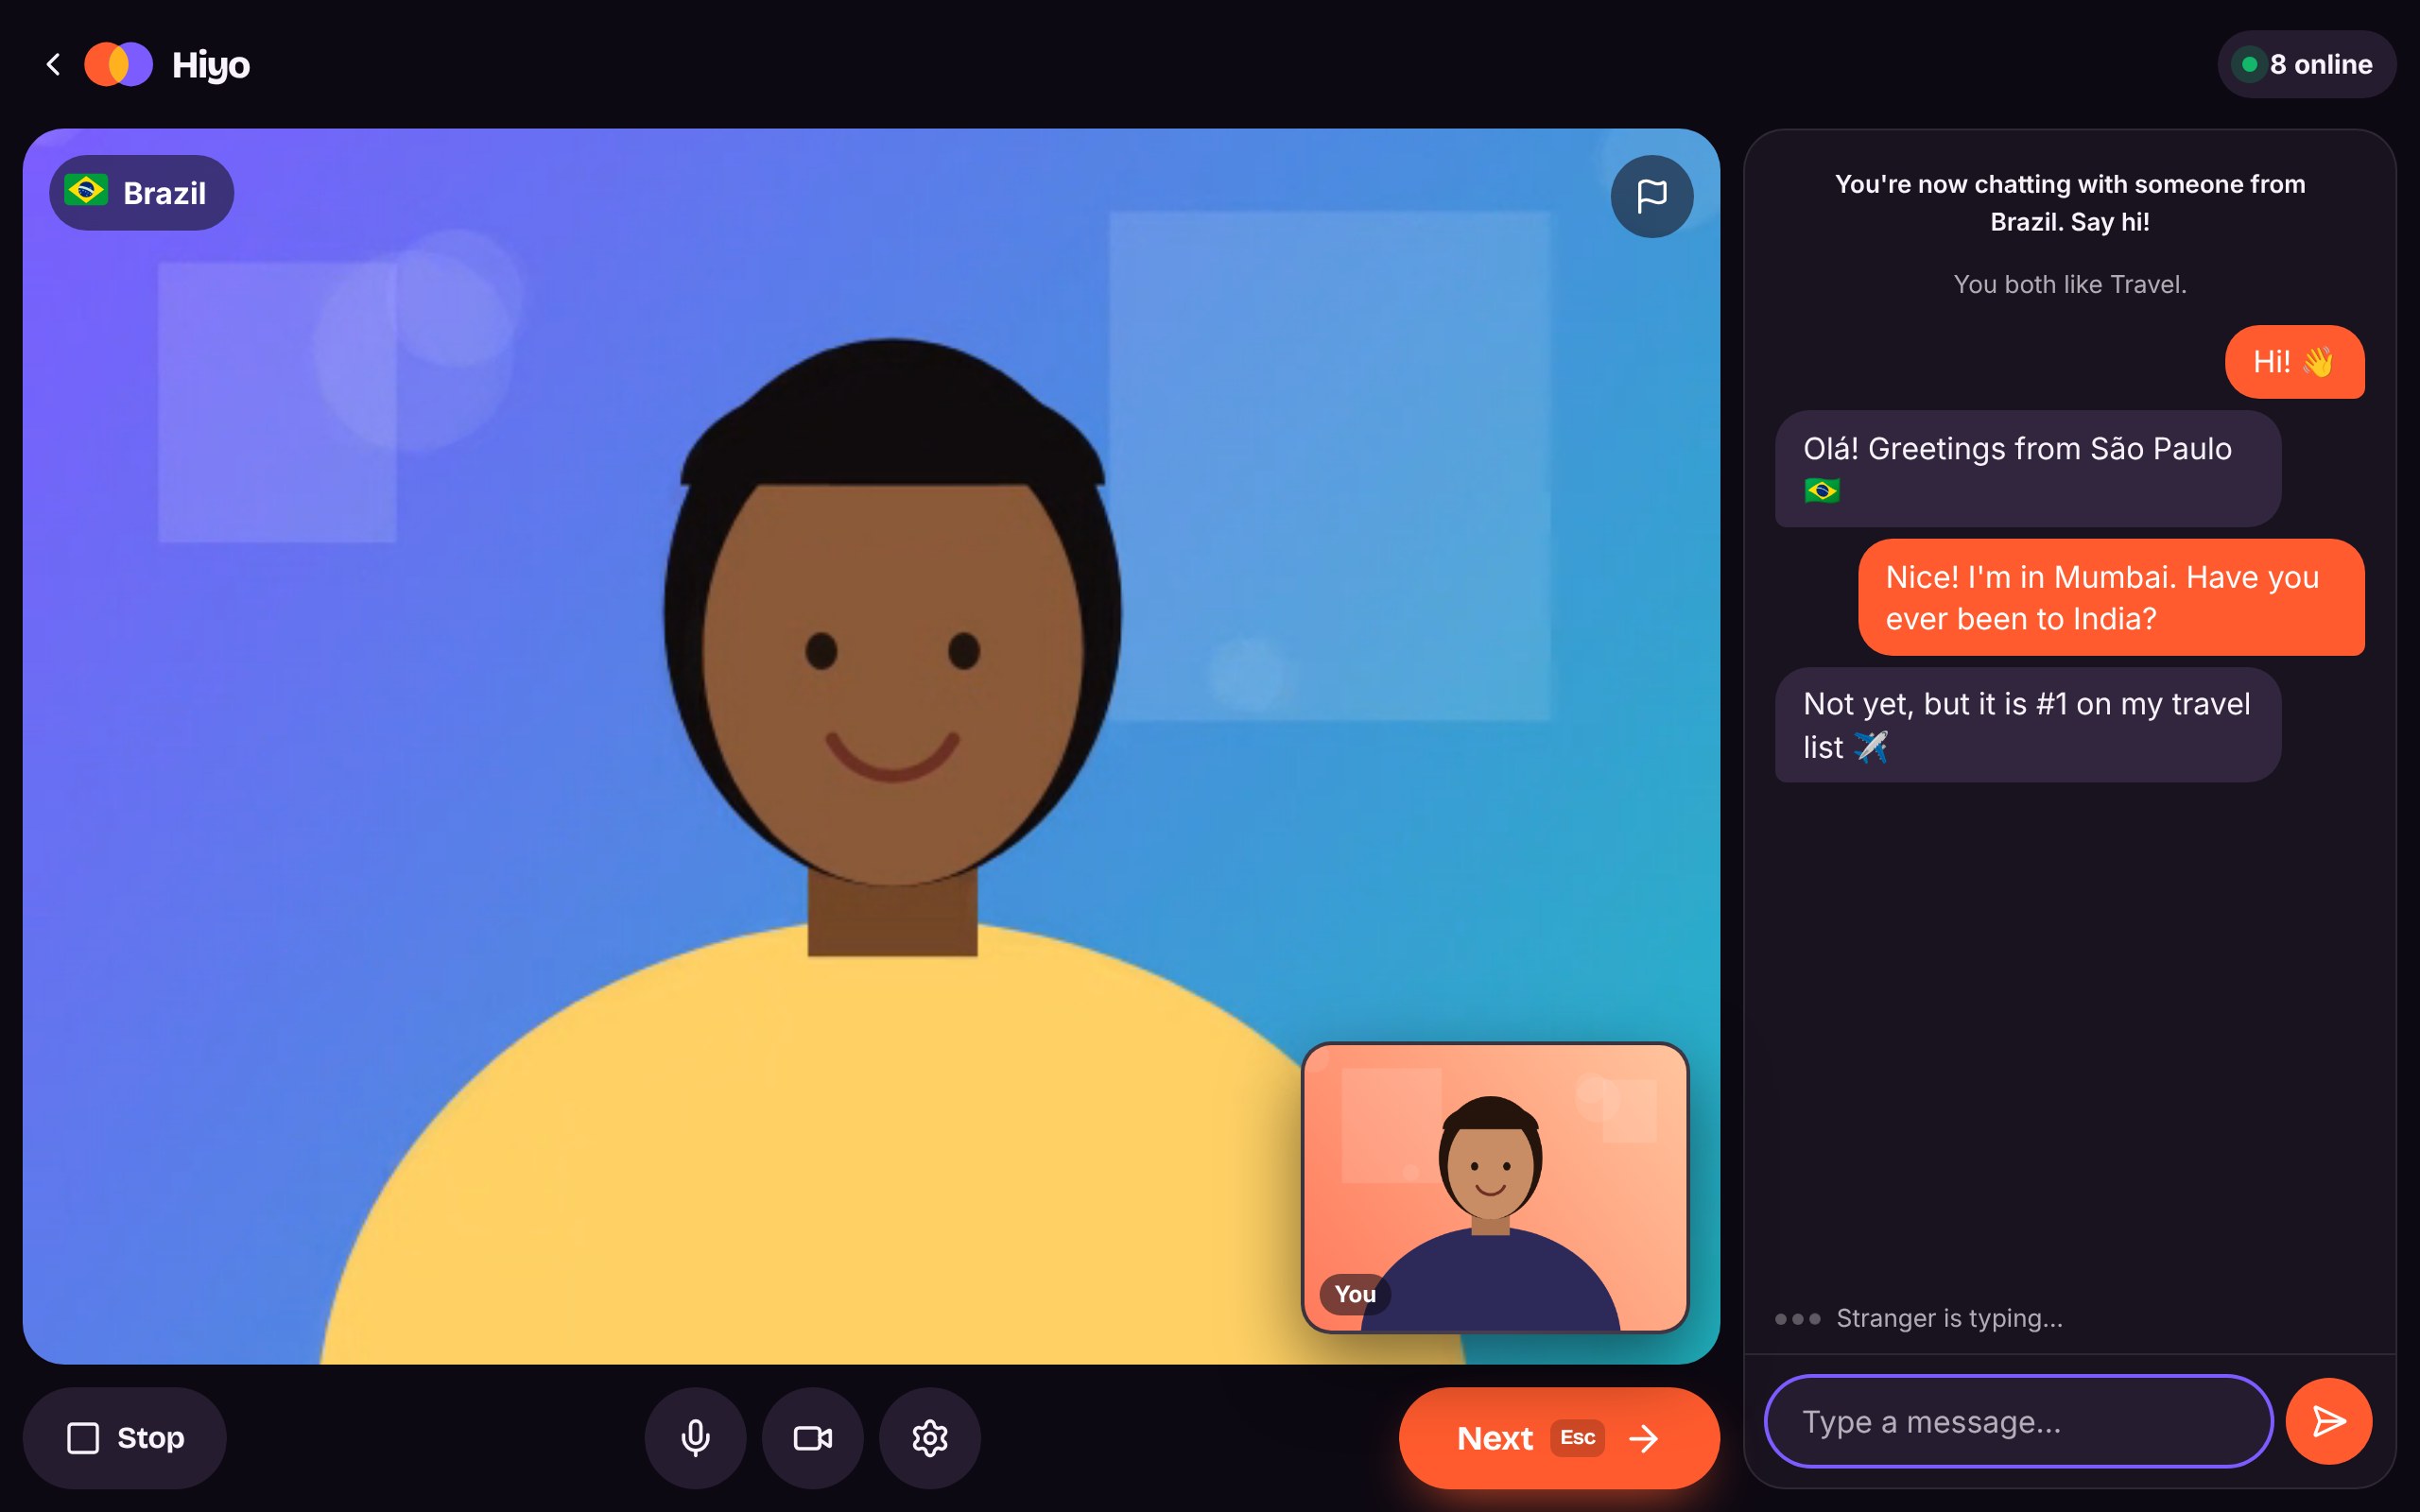 Hiyo
8 online
Brazil
You
Stop
Next Esc
You're now chatting with someone from
Brazil. Say hi!
You both like Travel.
Hi! 👋
Olá! Greetings from São Paulo
🇧🇷
Nice! I'm in Mumbai. Have you
ever been to India?
Not yet, but it is #1 on my travel
list ✈️
Stranger is typing...
Type a message...